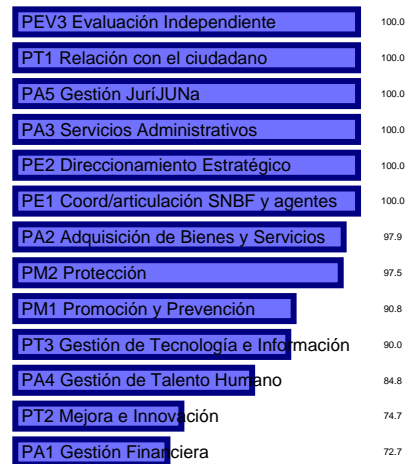 PEV3 Evaluación Independiente 100.0
PT1 Relación con el ciudadano 100.0
PA5 Gestión JuríJUNa 100.0
PA3 Servicios Administrativos 100.0
PE2 Direccionamiento Estratégico 100.0
PE1 Coord/articulación SNBF y agentes 100.0
PA2 Adquisición de Bienes y Servicios 97.9
PM2 Protección 97.5
PM1 Promoción y Prevención 90.8
PT3 Gestión de Tecnología e Información 90.0
PA4 Gestión de Talento Humano 84.8
PT2 Mejora e Innovación 74.7
PA1 Gestión Financiera 72.7